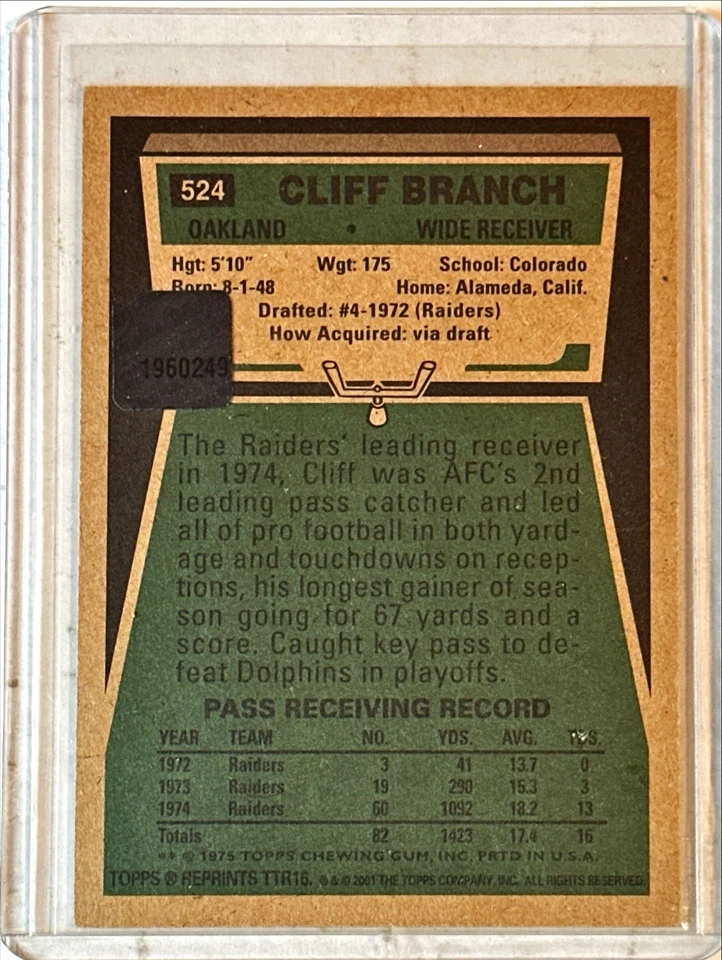 524 CLIFF BRANCH
OAKLAND • WIDE RECEIVER
Hgt: 5'10" Wgt: 175 School: Colorado
Born: 8-1-48 Home: Alameda, Calif.
Drafted: #4-1972 (Raiders)
How Acquired: via draft
1960249
The Raiders' leading receiver
in 1974, Cliff was AFC's 2nd
leading pass catcher and led
all of pro football in both yard-
age and touchdowns on recep-
tions, his longest gainer of sea-
son going for 67 yards and a
score. Caught key pass to de-
feat Dolphins in playoffs.
PASS RECEIVING RECORD
YEAR TEAM NO. YDS. AVG. TDS.
1972 Raiders 3 41 13.7 0
1973 Raiders 19 290 15.3 3
1974 Raiders 60 1092 18.2 13
Totals 82 1423 17.4 16
** © 1975 TOPPS CHEWING GUM, INC. PRTD IN U.S.A.
TOPPS ® REPRINTS TTR16. ® & © 2001 THE TOPPS COMPANY, INC. ALL RIGHTS RESERVED.